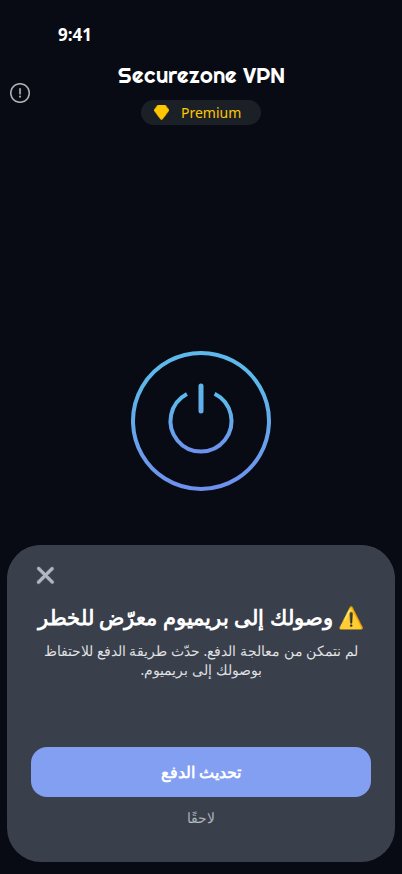 9:41
Securezone VPN
Premium
⚠️ وصولك إلى بريميوم معرّض للخطر
لم نتمكن من معالجة الدفع. حدّث طريقة الدفع للاحتفاظ
بوصولك إلى بريميوم.
تحديث الدفع
لاحقًا